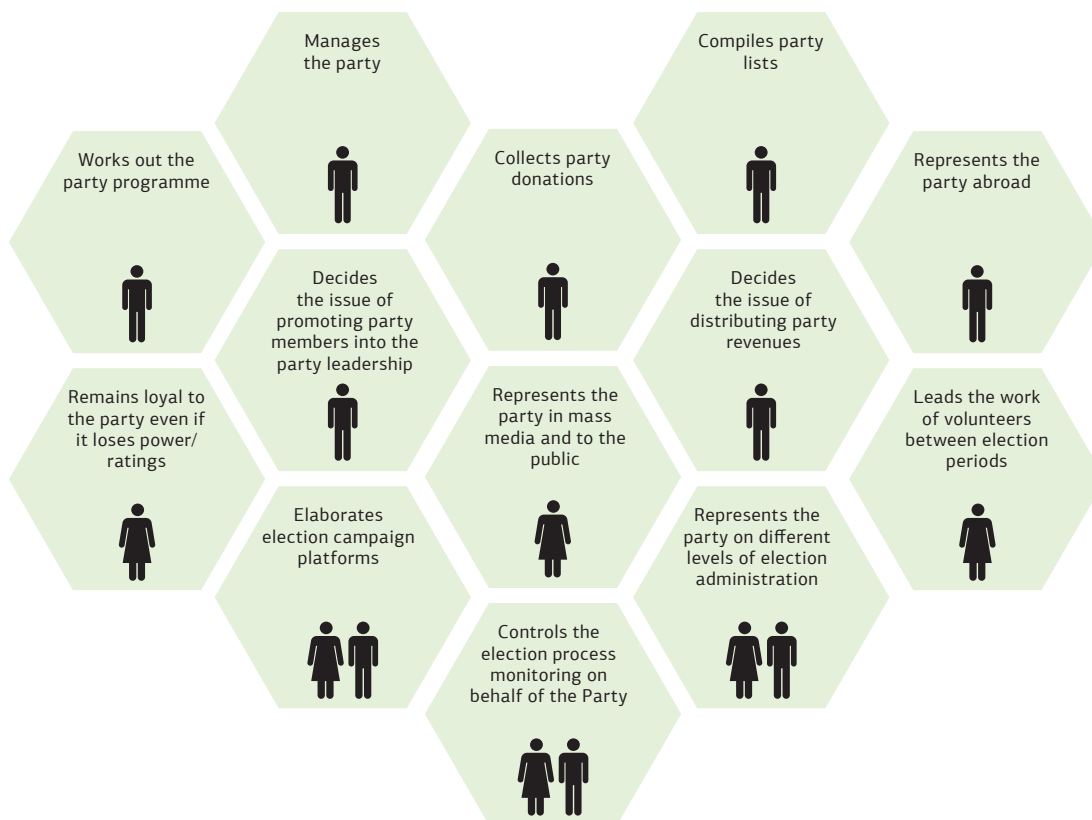 Manages
the party
Compiles party
lists
Works out the
party programme
Collects party
donations
Represents the
party abroad
Decides
the issue of
promoting party
members into the
party leadership
Decides
the issue of
distributing party
revenues
Remains loyal to
the party even if
it loses power/
ratings
Represents the
party in mass
media and to the
public
Leads the work
of volunteers
between election
periods
Elaborates
election campaign
platforms
Represents the
party on different
levels of election
administration
Controls the
election process
monitoring on
behalf of the Party